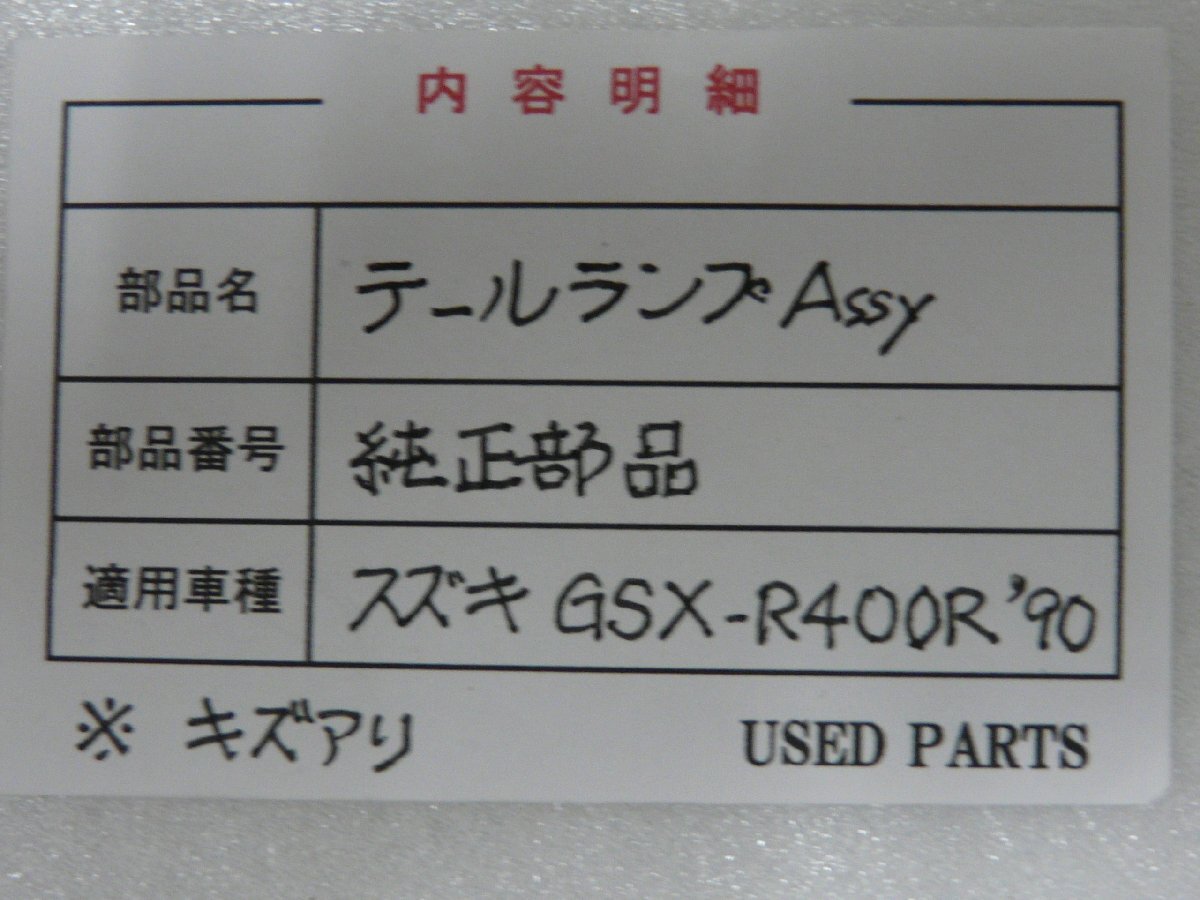 内容明細
部品名 テールランプAssy
部品番号 純正部品
適用車種 スズキ GSX-R400R '90
※ キズアリ USED PARTS